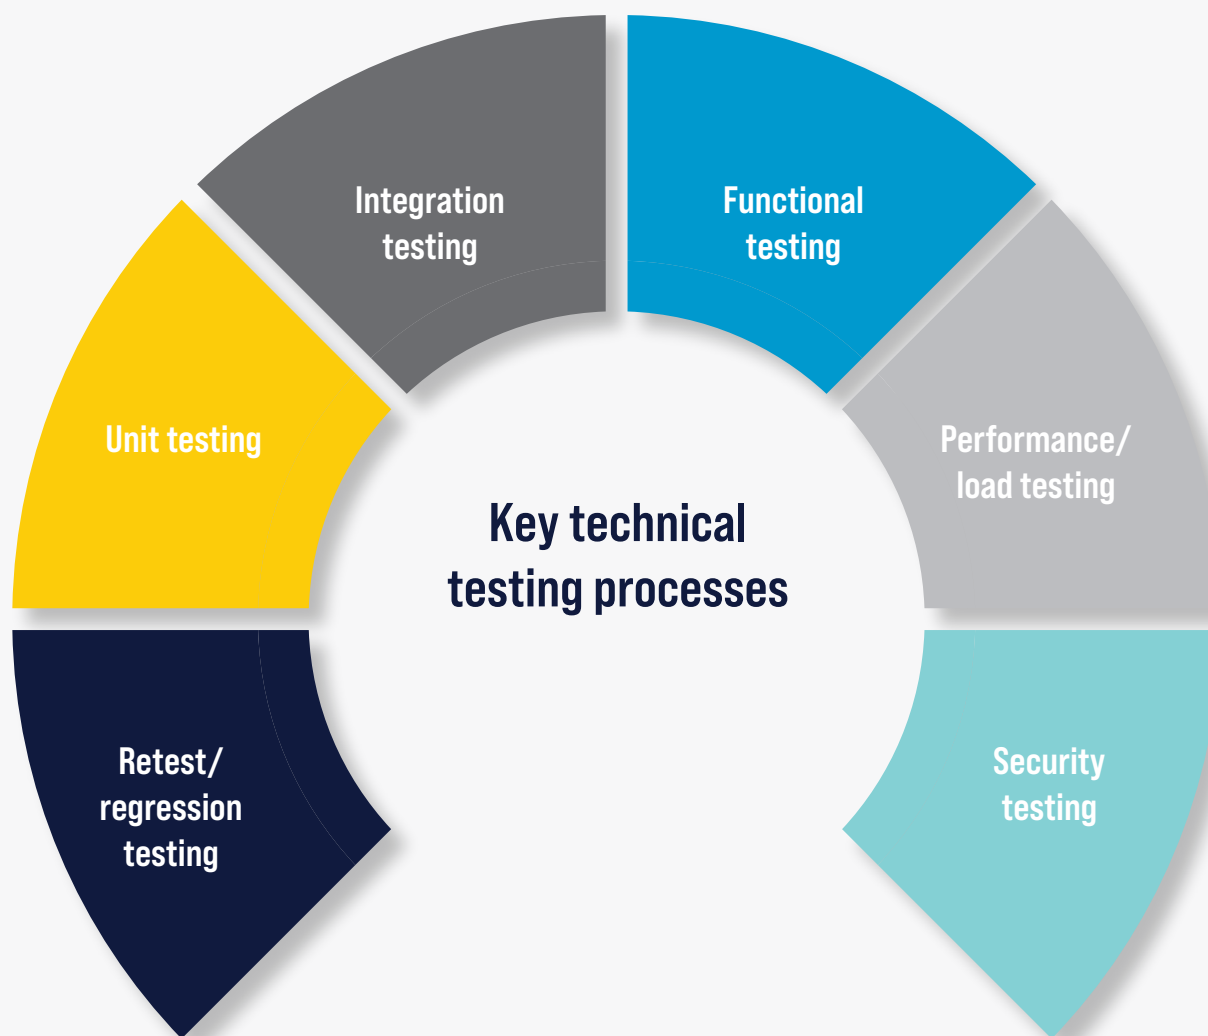 Integration
testing
Functional
testing
Unit testing
Performance/
load testing
Key technical
testing processes
Retest/
regression
testing
Security
testing